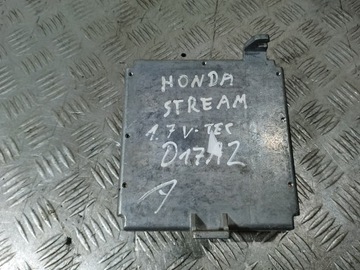 HONDA
STREAM
1.7 V-TEC
D17A2
A